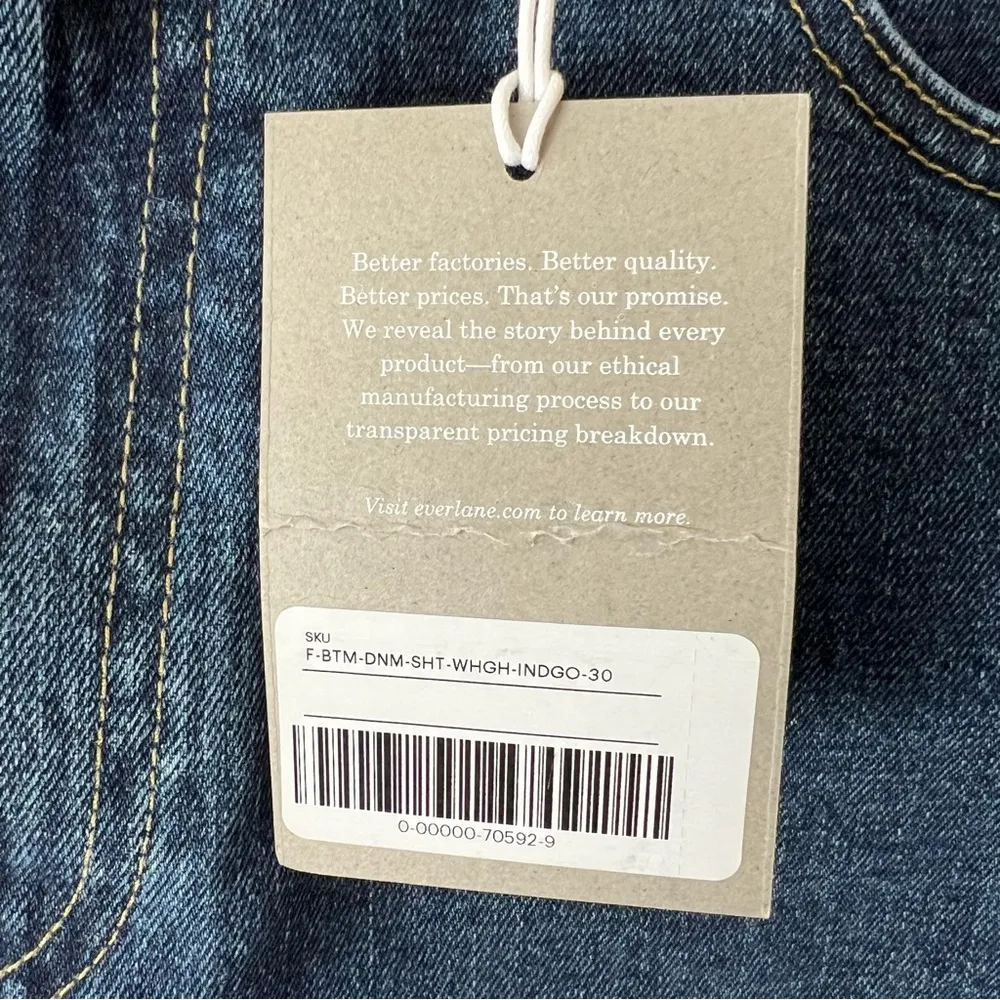 Better factories. Better quality.
Better prices. That's our promise.
We reveal the story behind every
product—from our ethical
manufacturing process to our
transparent pricing breakdown.
Visit everlane.com to learn more.
SKU
F-BTM-DNM-SHT-WHGH-INDGO-30
0-00000-70592-9